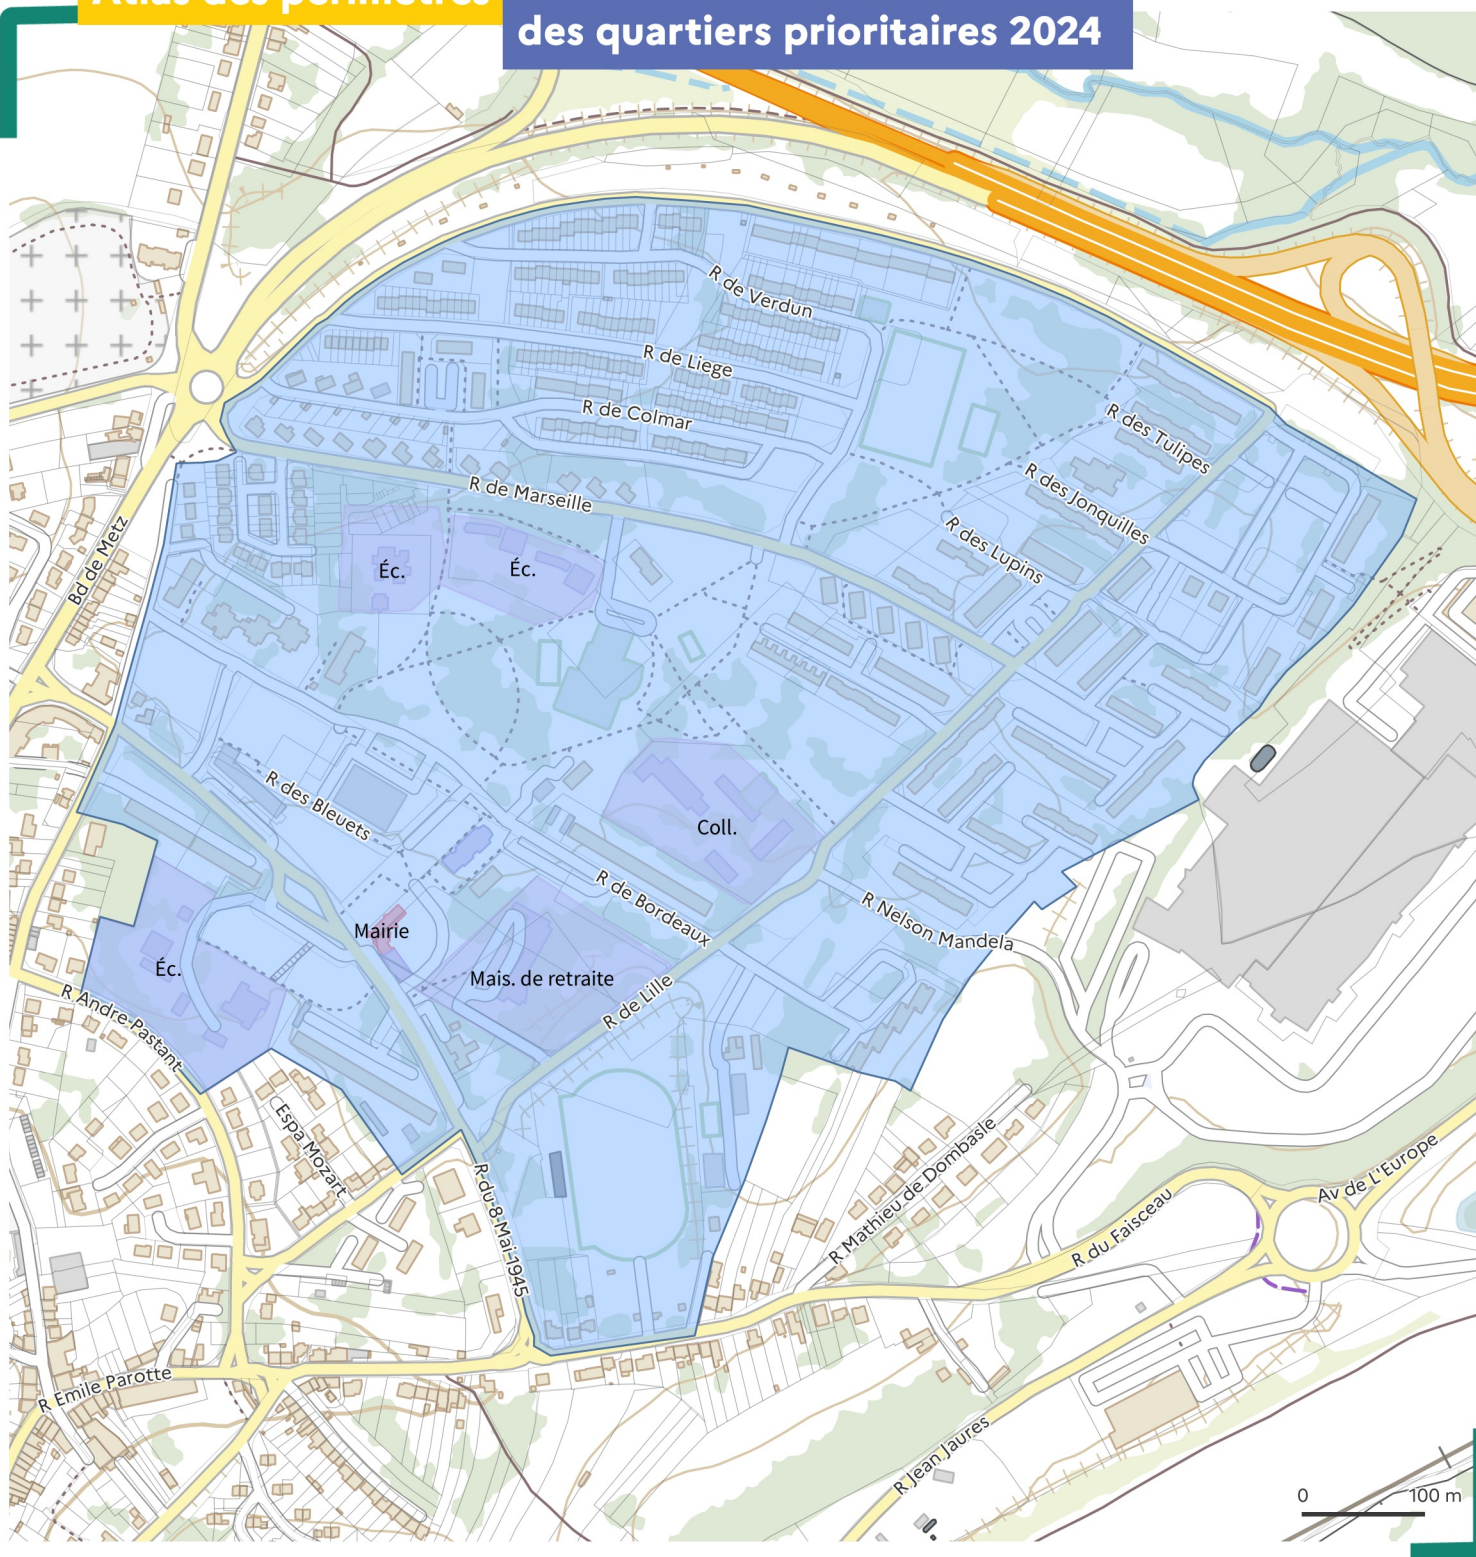 Atlas des périmètres
des quartiers prioritaires 2024
R de Verdun
R de Liege
R de Colmar
R des Tulipes
R des Jonquilles
R de Marseille
R des Lupins
Bd de Metz
Éc.
Éc.
R des Bleuets
Coll.
R de Bordeaux
R Nelson Mandela
Mairie
Éc.
Mais. de retraite
R de Lille
R Andre Pastant
Espa Mozart
R du 8 Mai 1945
R Mathieu de Dombasle
R du Faisceau
Av de L'Europe
R Emile Parotte
R Jean Jaures
0 100 m